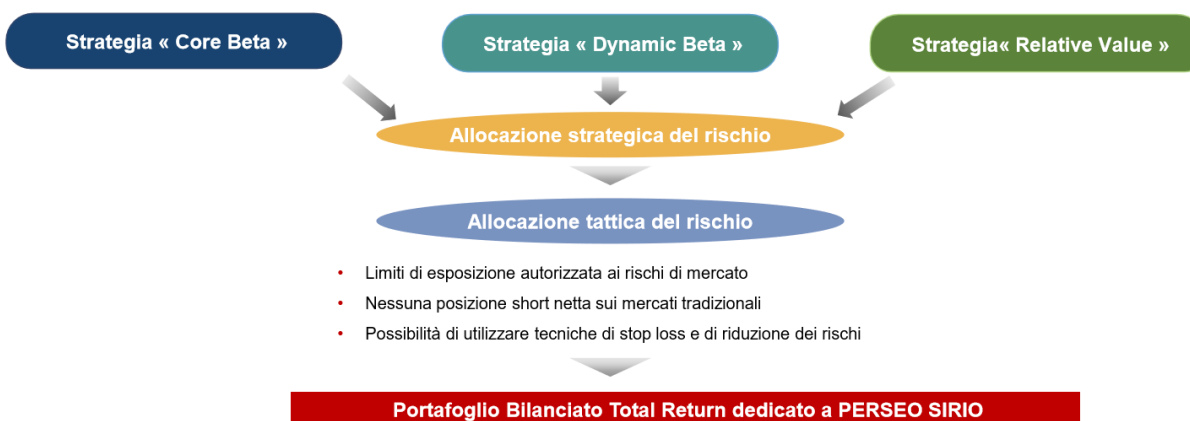 Strategia « Core Beta »
Strategia « Dynamic Beta »
Strategia« Relative Value »
Allocazione strategica del rischio
Allocazione tattica del rischio
• Limiti di esposizione autorizzata ai rischi di mercato
• Nessuna posizione short netta sui mercati tradizionali
• Possibilità di utilizzare tecniche di stop loss e di riduzione dei rischi
Portafoglio Bilanciato Total Return dedicato a PERSEO SIRIO